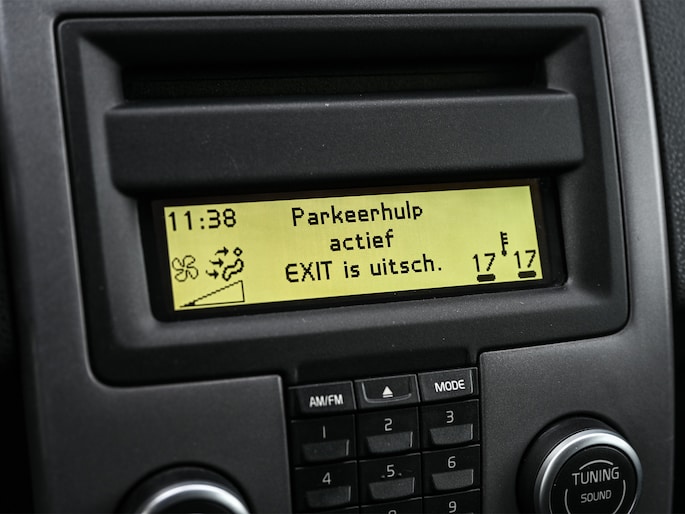 11:38
Parkeerhulp
actief
EXIT is uitsch.
17 17
AM/FM MODE
1 2 3
4 .5. 6
9
TUNING
SOUND